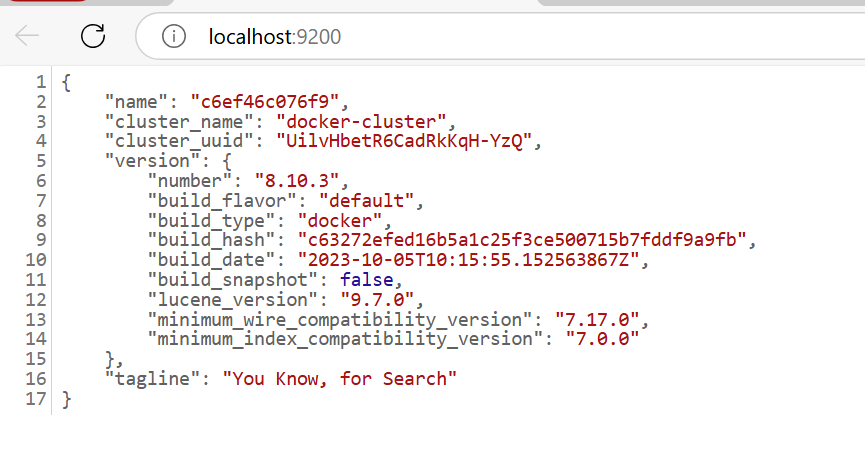 localhost:9200
1 {
2 "name": "c6ef46c076f9",
3 "cluster_name": "docker-cluster",
4 "cluster_uuid": "UilvHbetR6CadRkKqH-YzQ",
5 "version": {
6 "number": "8.10.3",
7 "build_flavor": "default",
8 "build_type": "docker",
9 "build_hash": "c63272efed16b5a1c25f3ce500715b7fddf9a9fb",
10 "build_date": "2023-10-05T10:15:55.152563867Z",
11 "build_snapshot": false,
12 "lucene_version": "9.7.0",
13 "minimum_wire_compatibility_version": "7.17.0",
14 "minimum_index_compatibility_version": "7.0.0"
15 },
16 "tagline": "You Know, for Search"
17 }